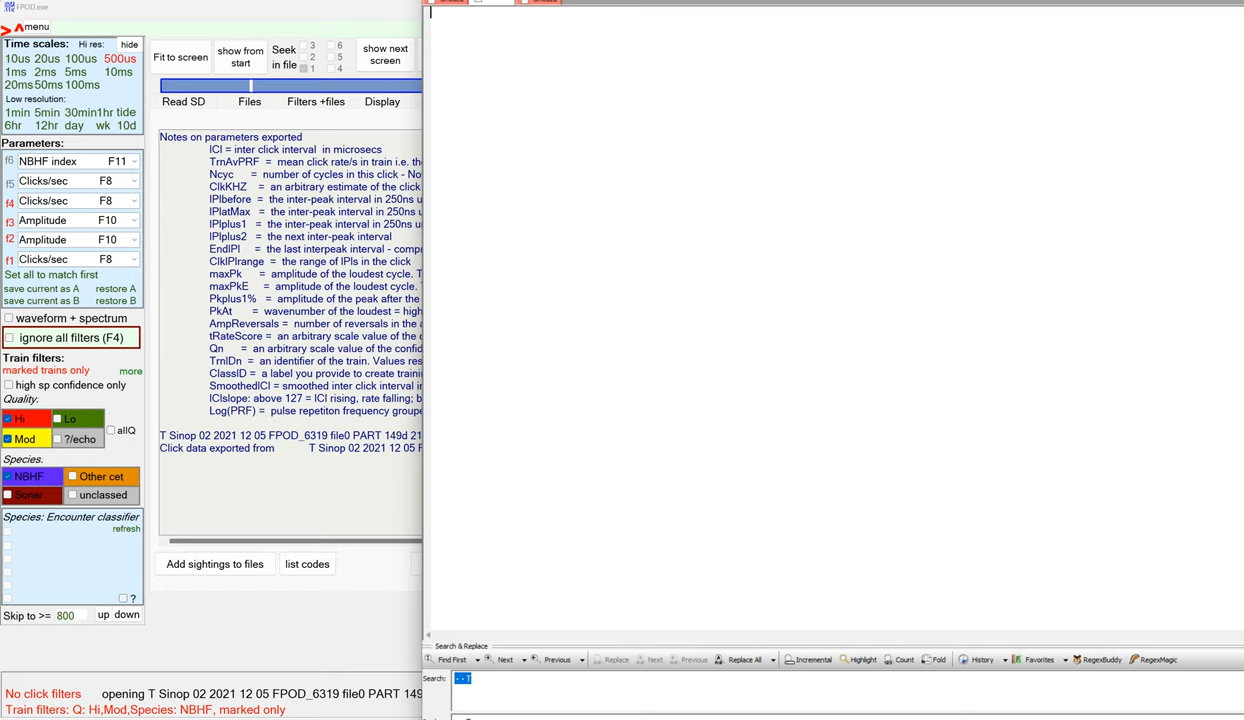 FPOD.exe
menu
Time scales: Hi res: hide
10us 20us 100us 500us
1ms 2ms 5ms 10ms
20ms 50ms 100ms
Low resolution:
1min 5min 30min 1hr tide
6hr 12hr day wk 10d
Parameters:
f6 NBHF index F11
f5 Clicks/sec F8
f4 Clicks/sec F8
f3 Amplitude F10
f2 Amplitude F10
f1 Clicks/sec F8
Set all to match first
save current as A restore A
save current as B restore B
waveform + spectrum
ignore all filters (F4)
Train filters:
marked trains only more
high sp confidence only
Quality:
Hi Lo
Mod ?/echo allQ
Species:
NBHF Other cet
Sonar unclassed
Species: Encounter classifier
refresh
?
Skip to >= 800 up down
No click filters opening T Sinop 02 2021 12 05 FPOD_6319 file0 PART 149
Train filters: Q: Hi,Mod,Species: NBHF, marked only
Fit to screen
show from start
Seek in file
3 6
2 5
1 4
show next screen
Read SD Files Filters +files Display
Notes on parameters exported
ICI = inter click interval in microsecs
TrnAvPRF = mean click rate/s in train i.e. the
Ncyc = number of cycles in this click - No
ClkKHZ = an arbitrary estimate of the click
IPIbefore = the inter-peak interval in 250ns u
IPIatMax = the inter-peak interval in 250ns u
IPIplus1 = the inter-peak interval in 250ns u
IPIplus2 = the next inter-peak interval
EndIPI = the last interpeak interval - compr
ClkIPIrange = the range of IPIs in the click
maxPk = amplitude of the loudest cycle. T
maxPkE = amplitude of the loudest cycle. T
Pkplus1% = amplitude of the peak after the
PkAt = wavenumber of the loudest = high
AmpReversals = number of reversals in the a
tRateScore = an arbitrary scale value of the
Qn = an arbitrary scale value of the confid
TrnIDn = an identifier of the train. Values res
ClassID = a label you provide to create traini
SmoothedICI = smoothed inter click interval in
ICIslope: above 127 = ICI rising, rate falling; b
Log(PRF) = pulse repetiton frequency groupe
T Sinop 02 2021 12 05 FPOD_6319 file0 PART 149d 21
Click data exported from T Sinop 02 2021 12 05 F
Add sightings to files list codes
Search & Replace
Find First Next Previous Replace Next Previous Replace All Incremental Highlight Count Fold History Favorites RegexBuddy RegexMagic
Search: